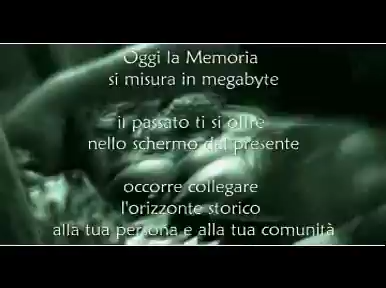 Oggi la Memoria
si misura in megabyte
il passato ti si offre
nello schermo del presente
occorre collegare
l'orizzonte storico
alla tua persona e alla tua comunità